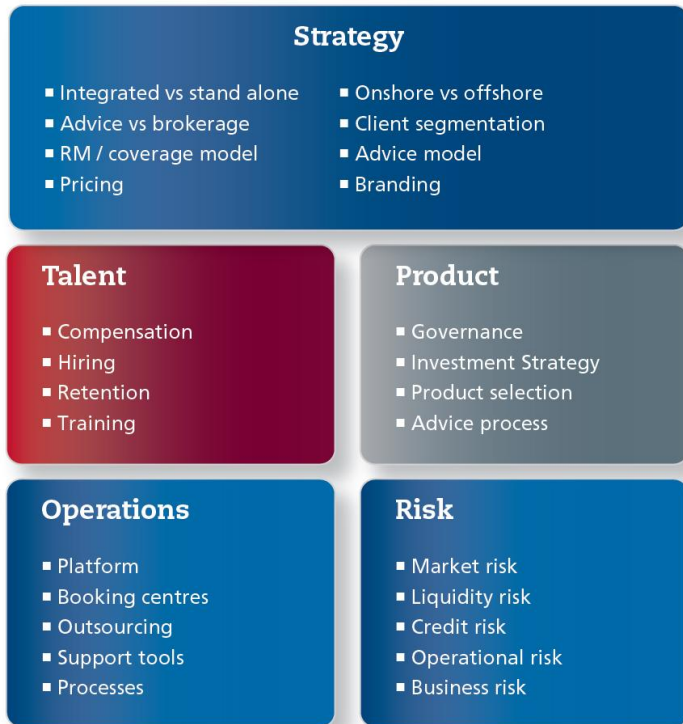 Strategy
▪ Integrated vs stand alone
▪ Advice vs brokerage
▪ RM / coverage model
▪ Pricing
▪ Onshore vs offshore
▪ Client segmentation
▪ Advice model
▪ Branding
Talent
▪ Compensation
▪ Hiring
▪ Retention
▪ Training
Product
▪ Governance
▪ Investment Strategy
▪ Product selection
▪ Advice process
Operations
▪ Platform
▪ Booking centres
▪ Outsourcing
▪ Support tools
▪ Processes
Risk
▪ Market risk
▪ Liquidity risk
▪ Credit risk
▪ Operational risk
▪ Business risk